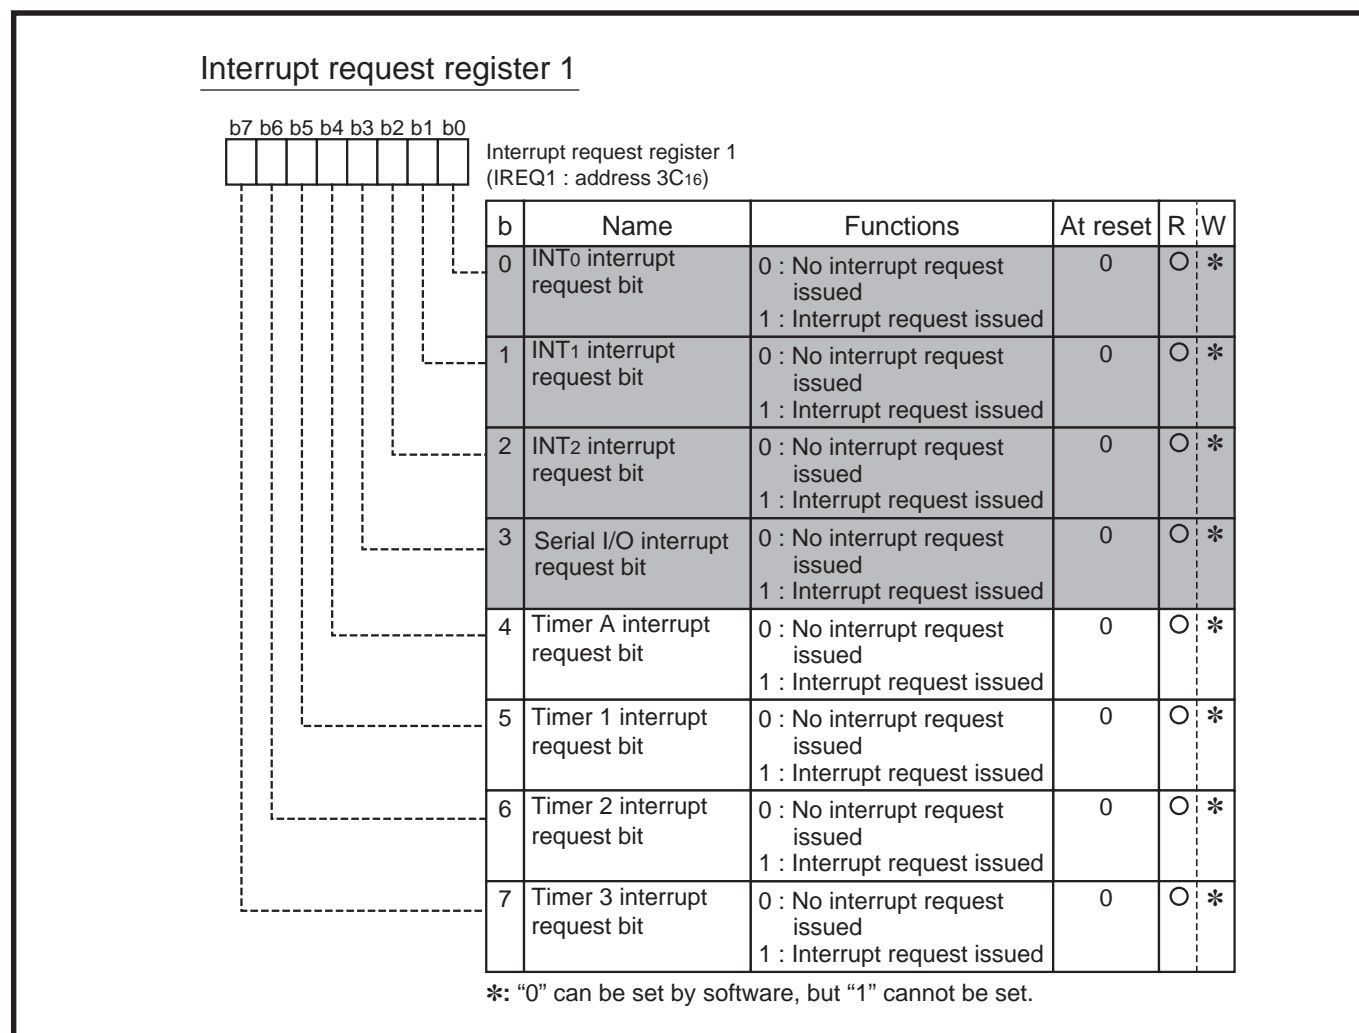 Interrupt request register 1
b7 b6 b5 b4 b3 b2 b1 b0
Interrupt request register 1
(IREQ1 : address 3C16)
b Name Functions At reset R W
0 INT0 interrupt request bit 0 : No interrupt request issued 1 : Interrupt request issued 0 ○ ✻
1 INT1 interrupt request bit 0 : No interrupt request issued 1 : Interrupt request issued 0 ○ ✻
2 INT2 interrupt request bit 0 : No interrupt request issued 1 : Interrupt request issued 0 ○ ✻
3 Serial I/O interrupt request bit 0 : No interrupt request issued 1 : Interrupt request issued 0 ○ ✻
4 Timer A interrupt request bit 0 : No interrupt request issued 1 : Interrupt request issued 0 ○ ✻
5 Timer 1 interrupt request bit 0 : No interrupt request issued 1 : Interrupt request issued 0 ○ ✻
6 Timer 2 interrupt request bit 0 : No interrupt request issued 1 : Interrupt request issued 0 ○ ✻
7 Timer 3 interrupt request bit 0 : No interrupt request issued 1 : Interrupt request issued 0 ○ ✻
✻: “0” can be set by software, but “1” cannot be set.